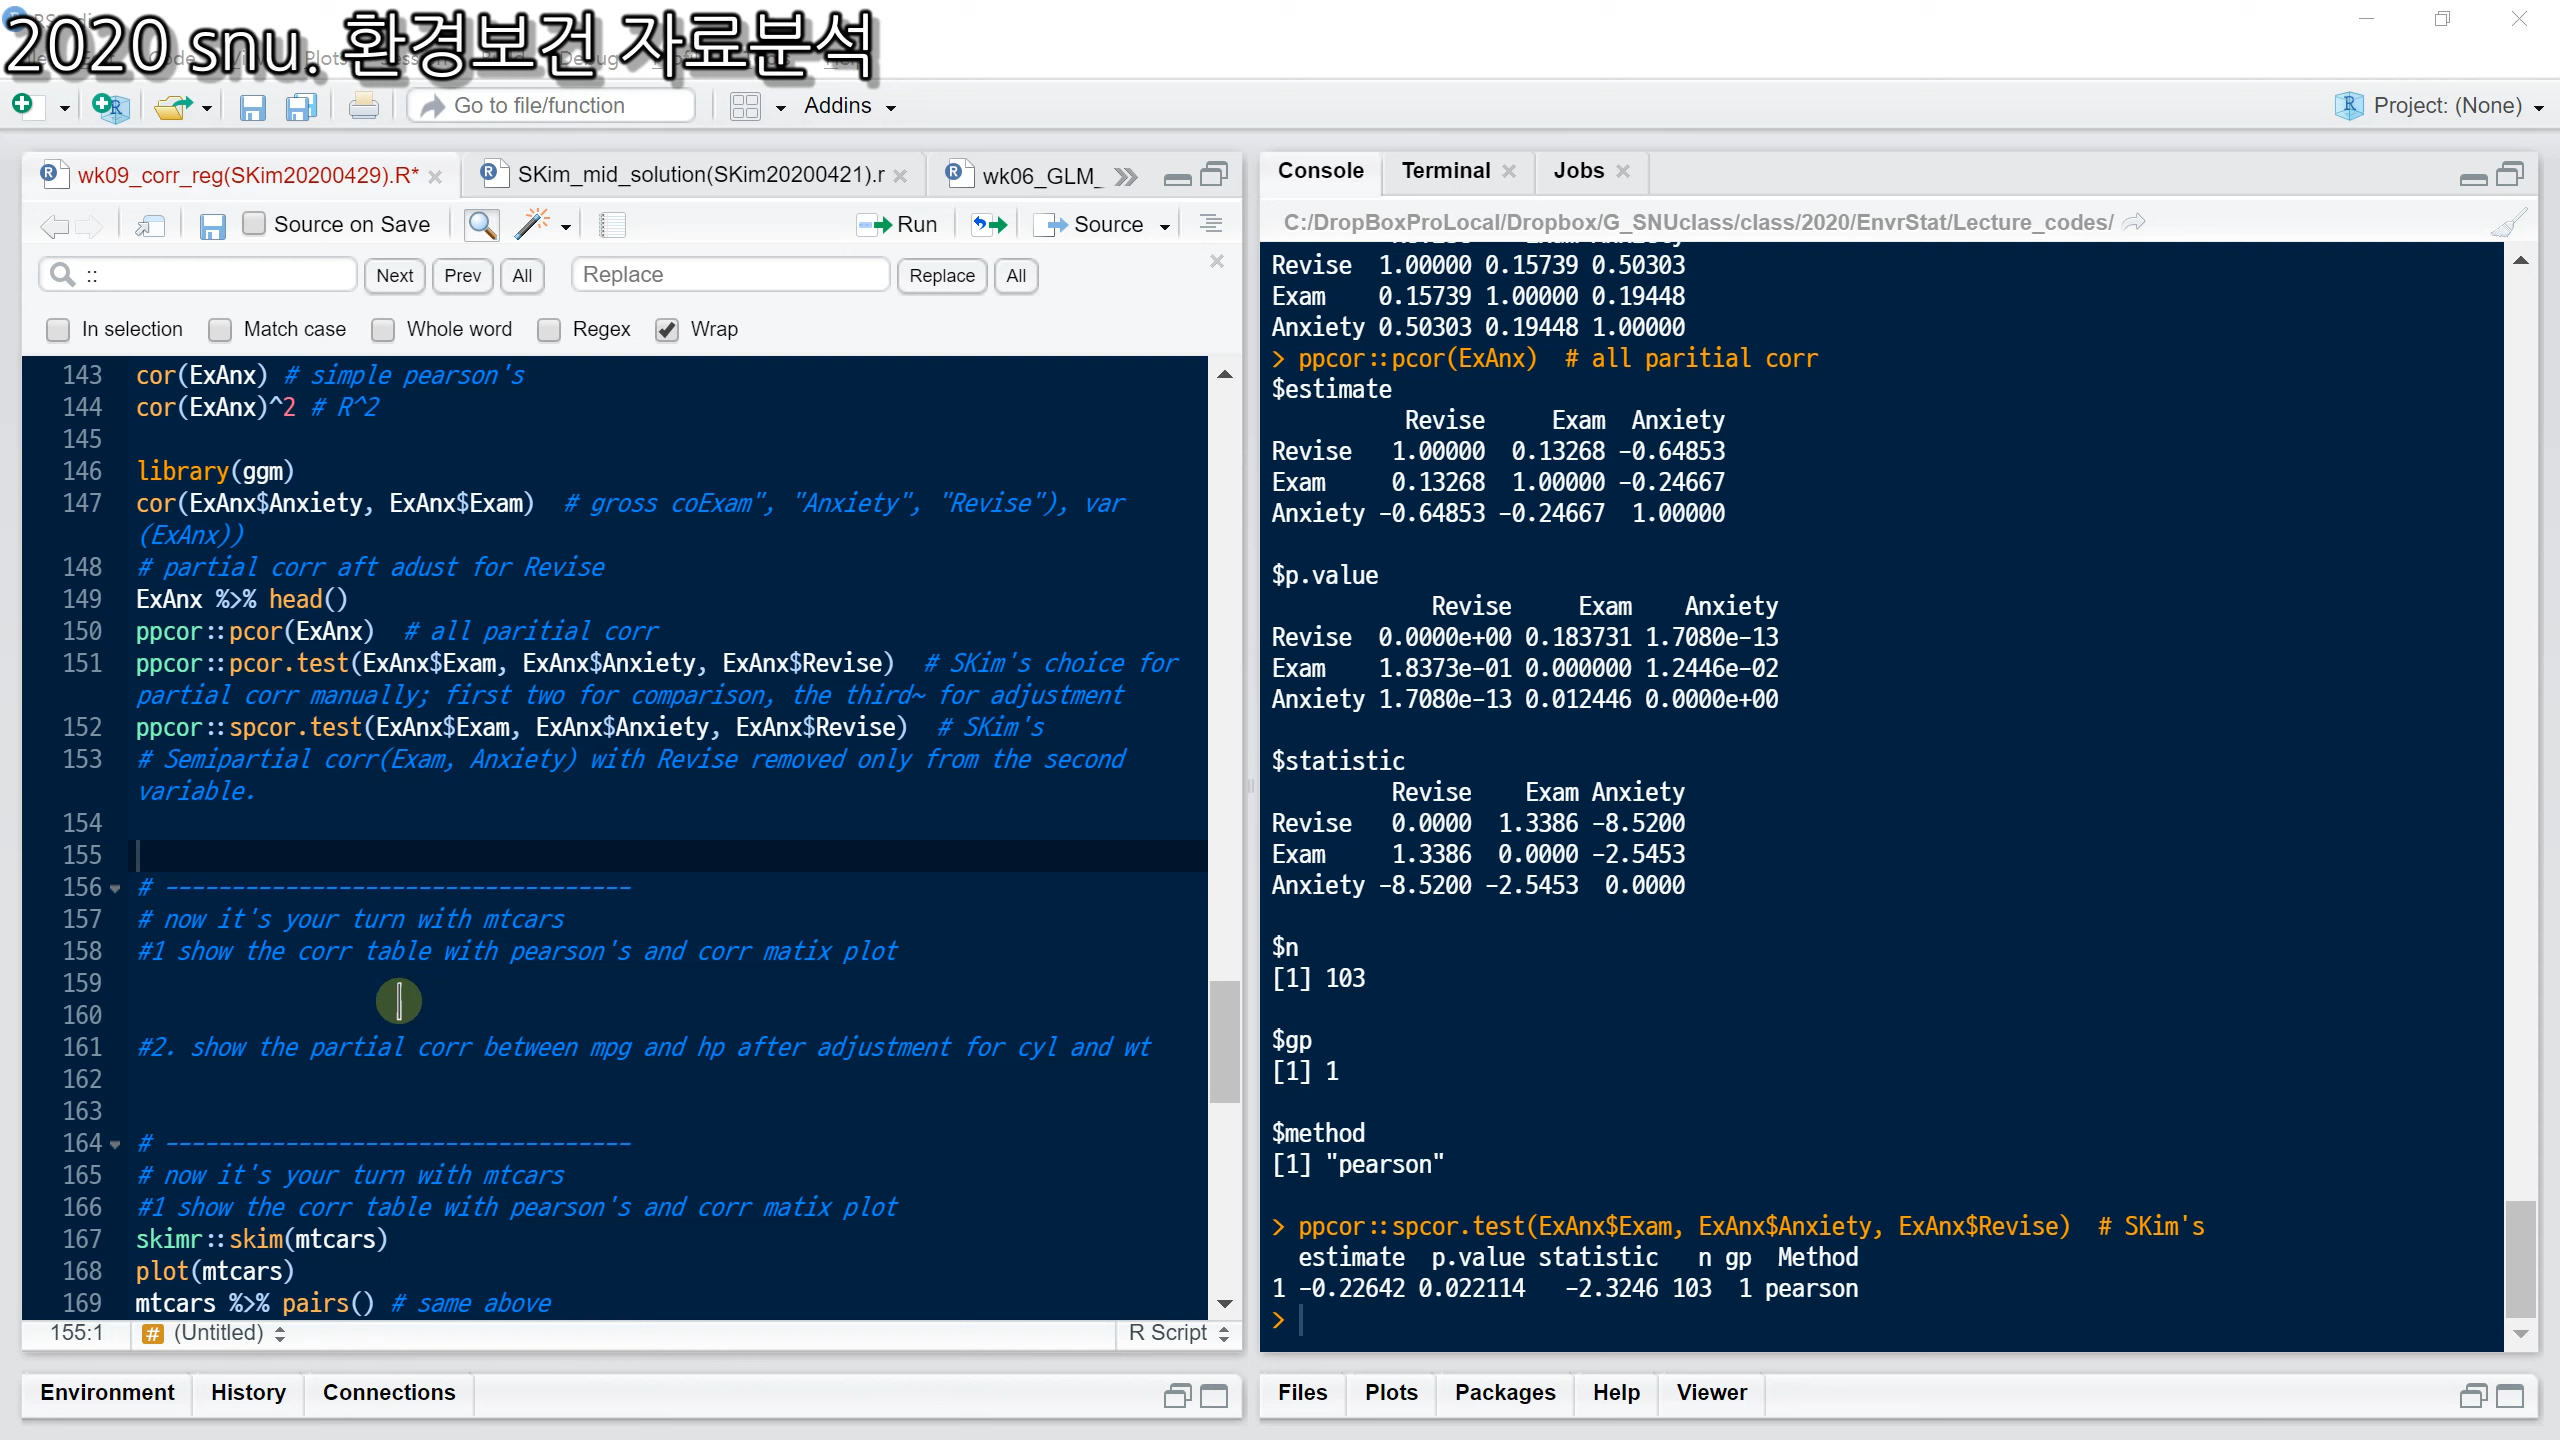 2020 snu. 환경보건 자료분석
Go to file/function
Addins
Project: (None)
wk09_corr_reg(SKim20200429).R*
SKim_mid_solution(SKim20200421).r
wk06_GLM_
Source on Save
Run
Source
::
Next
Prev
All
Replace
Replace
All
In selection
Match case
Whole word
Regex
Wrap
143 cor(ExAnx) # simple pearson's
144 cor(ExAnx)^2 # R^2
145
146 library(ggm)
147 cor(ExAnx$Anxiety, ExAnx$Exam)  # gross coExam", "Anxiety", "Revise"), var
(ExAnx))
148 # partial corr aft adust for Revise
149 ExAnx %>% head()
150 ppcor::pcor(ExAnx)  # all paritial corr
151 ppcor::pcor.test(ExAnx$Exam, ExAnx$Anxiety, ExAnx$Revise)  # SKim's choice for
partial corr manually; first two for comparison, the third~ for adjustment
152 ppcor::spcor.test(ExAnx$Exam, ExAnx$Anxiety, ExAnx$Revise)  # SKim's
153 # Semipartial corr(Exam, Anxiety) with Revise removed only from the second
variable.
154
155
156 # -----------------------------------
157 # now it's your turn with mtcars
158 #1 show the corr table with pearson's and corr matix plot
159
160
161 #2. show the partial corr between mpg and hp after adjustment for cyl and wt
162
163
164 # -----------------------------------
165 # now it's your turn with mtcars
166 #1 show the corr table with pearson's and corr matix plot
167 skimr::skim(mtcars)
168 plot(mtcars)
169 mtcars %>% pairs() # same above
155:1
# (Untitled)
R Script
Environment
History
Connections
Console
Terminal
Jobs
C:/DropBoxProLocal/Dropbox/G_SNUclass/class/2020/EnvrStat/Lecture_codes/
Revise  1.00000 0.15739 0.50303
Exam    0.15739 1.00000 0.19448
Anxiety 0.50303 0.19448 1.00000
> ppcor::pcor(ExAnx)  # all paritial corr
$estimate
Revise     Exam  Anxiety
Revise   1.00000  0.13268 -0.64853
Exam     0.13268  1.00000 -0.24667
Anxiety -0.64853 -0.24667  1.00000
$p.value
Revise     Exam    Anxiety
Revise  0.0000e+00 0.183731 1.7080e-13
Exam    1.8373e-01 0.000000 1.2446e-02
Anxiety 1.7080e-13 0.012446 0.0000e+00
$statistic
Revise    Exam Anxiety
Revise   0.0000  1.3386 -8.5200
Exam     1.3386  0.0000 -2.5453
Anxiety -8.5200 -2.5453  0.0000
$n
[1] 103
$gp
[1] 1
$method
[1] "pearson"
> ppcor::spcor.test(ExAnx$Exam, ExAnx$Anxiety, ExAnx$Revise)  # SKim's
estimate  p.value statistic   n gp  Method
1 -0.22642 0.022114   -2.3246 103  1 pearson
>
Files
Plots
Packages
Help
Viewer